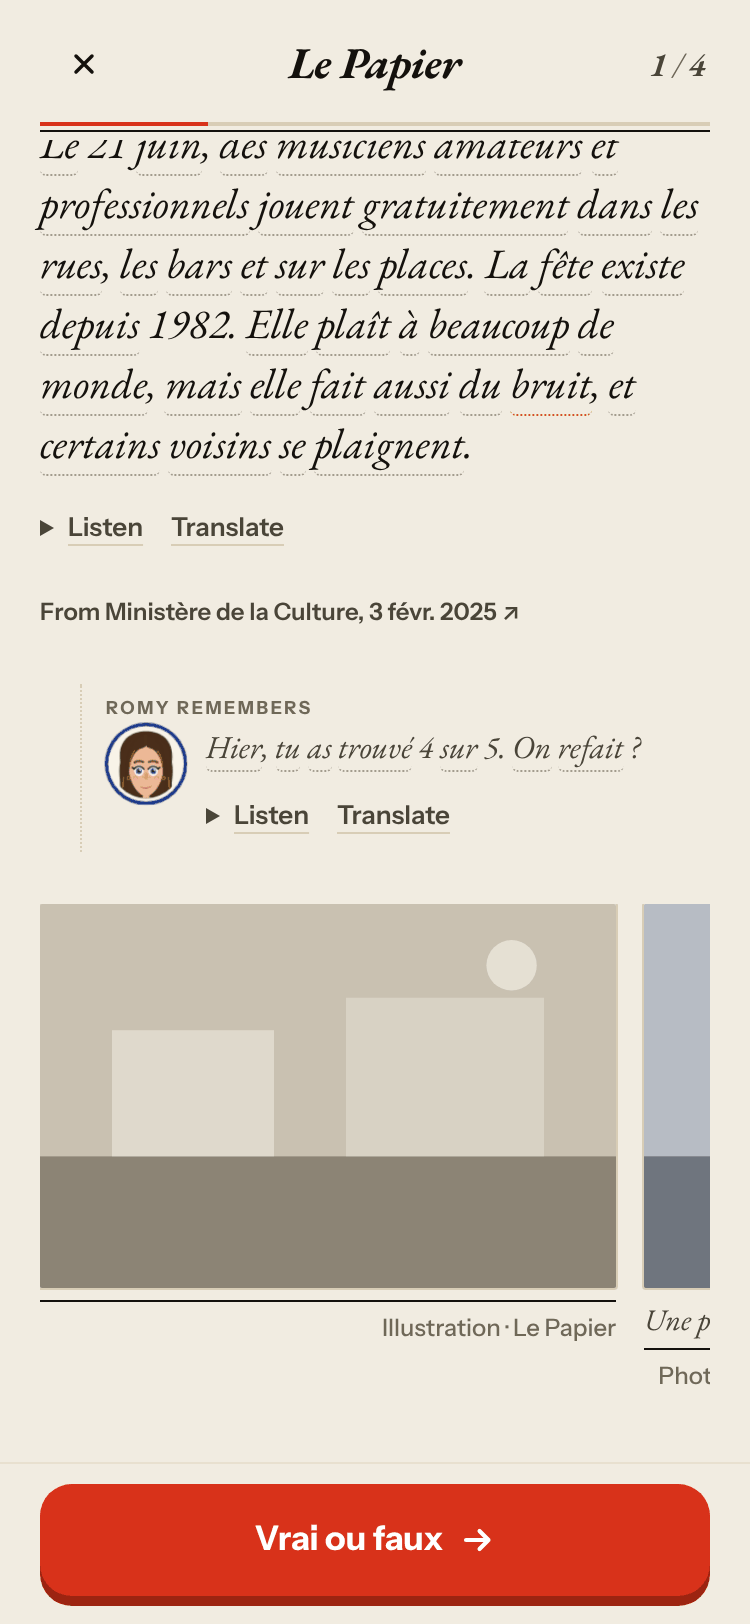 Le Papier
1 / 4
Le 21 juin, des musiciens amateurs et
professionnels jouent gratuitement dans les
rues, les bars et sur les places. La fête existe
depuis 1982. Elle plaît à beaucoup de
monde, mais elle fait aussi du bruit, et
certains voisins se plaignent.
Listen Translate
From Ministère de la Culture, 3 févr. 2025
ROMY REMEMBERS
Hier, tu as trouvé 4 sur 5. On refait ?
Listen Translate
Illustration · Le Papier
Une p
Phot
Vrai ou faux